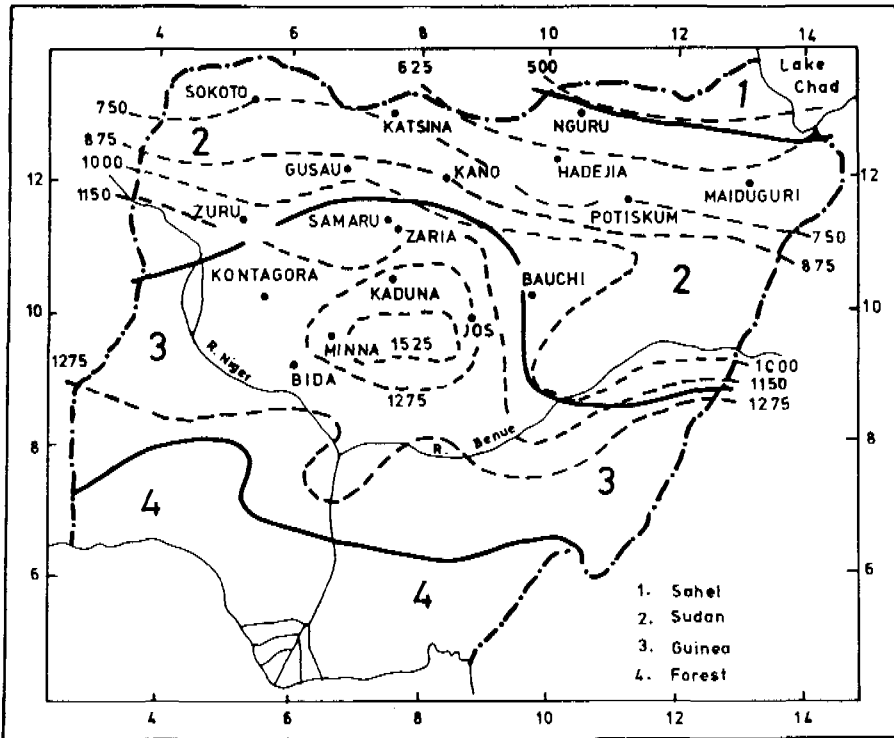 4 6 8 10 12 14
625 500
Lake
Chad
1
SOKOTO
750
KATSINA
NGURU
2
875
1000
GUSAU
KANO
HADEJIA
12
12
1150
MAIDUGURI
ZURU
SAMARU
POTISKUM
ZARIA
750
875
KONTAGORA
KADUNA
BAUCHI
2
10
10
JOS
3
MINNA
1525
R. Niger
1275
BIDA
1000
1150
1275
1275
R. Benue
8
8
3
4
6
6
4
1. Sahel
2. Sudan
3. Guinea
4. Forest
4 6 8 10 12 14